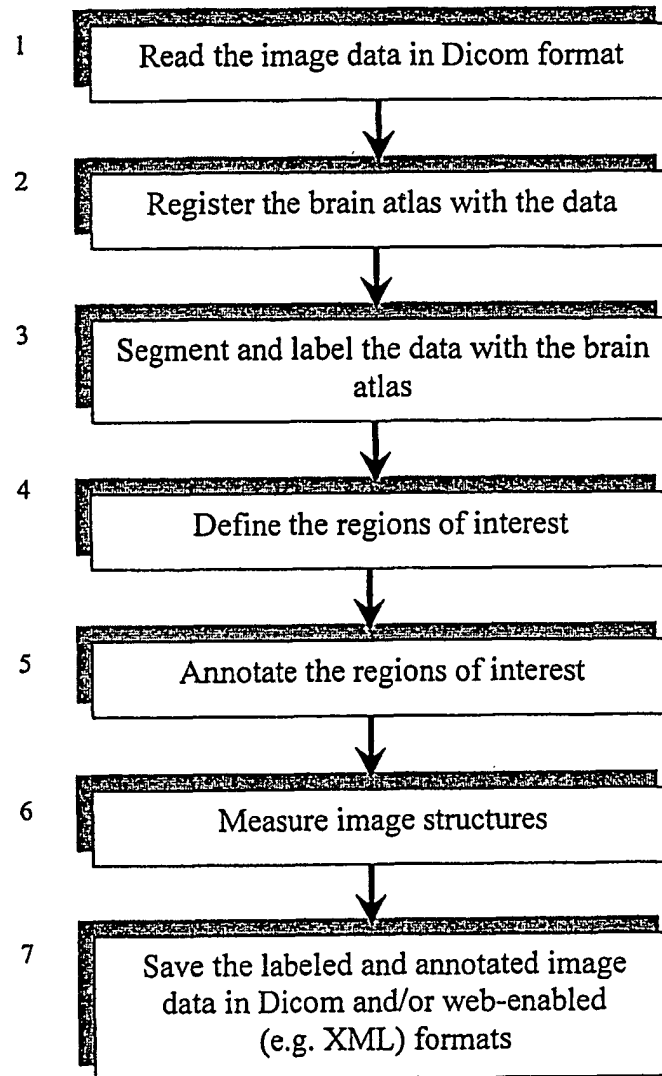 1
Read the image data in Dicom format
2
Register the brain atlas with the data
3
Segment and label the data with the brain
atlas
4
Define the regions of interest
5
Annotate the regions of interest
6
Measure image structures
7
Save the labeled and annotated image
data in Dicom and/or web-enabled
(e.g. XML) formats